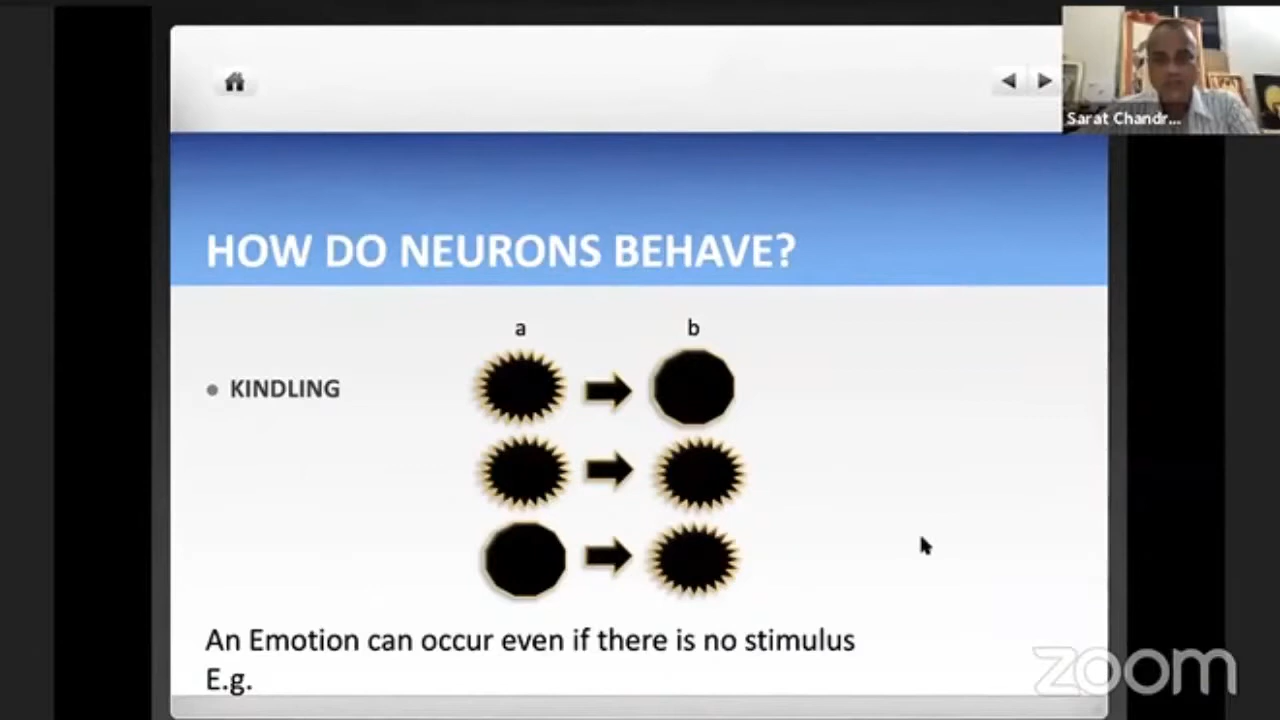 Sarat Chandr...
HOW DO NEURONS BEHAVE?
a b
• KINDLING
An Emotion can occur even if there is no stimulus
E.g.
zoom